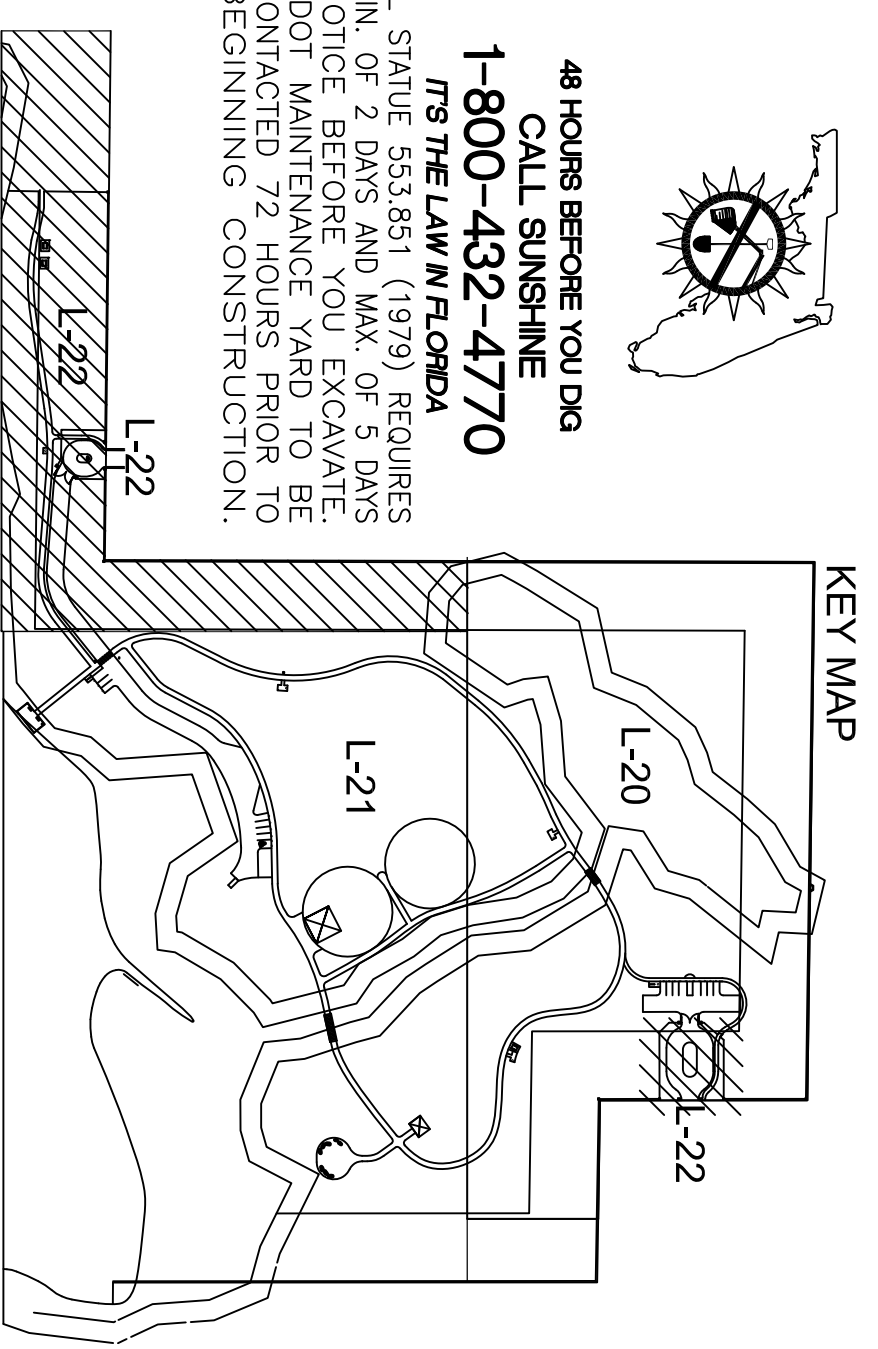 48 HOURS BEFORE YOU DIG
CALL SUNSHINE
1-800-432-4770
IT'S THE LAW IN FLORIDA
STATUE 553.851 (1979) REQUIRES
IN. OF 2 DAYS AND MAX. OF 5 DAYS
OTICE BEFORE YOU EXCAVATE.
DOT MAINTENANCE YARD TO BE
ONTACTED 72 HOURS PRIOR TO
BEGINNING CONSTRUCTION.
KEY MAP
L-20
L-21
L-22
L-22
L-22